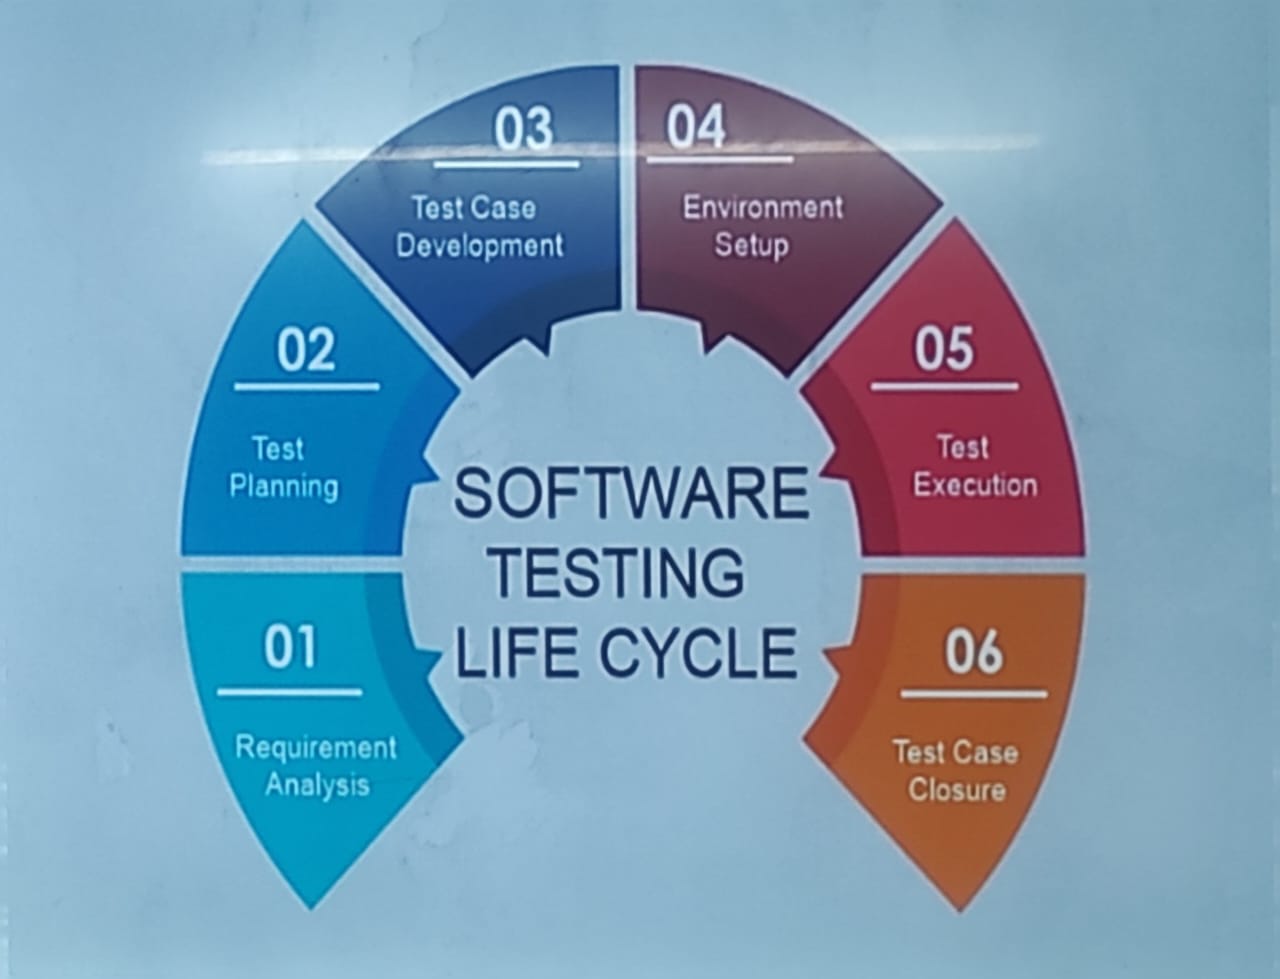 01
Requirement
Analysis
02
Test
Planning
03
Test Case
Development
04
Environment
Setup
05
Test
Execution
06
Test Case
Closure
SOFTWARE
TESTING
LIFE CYCLE